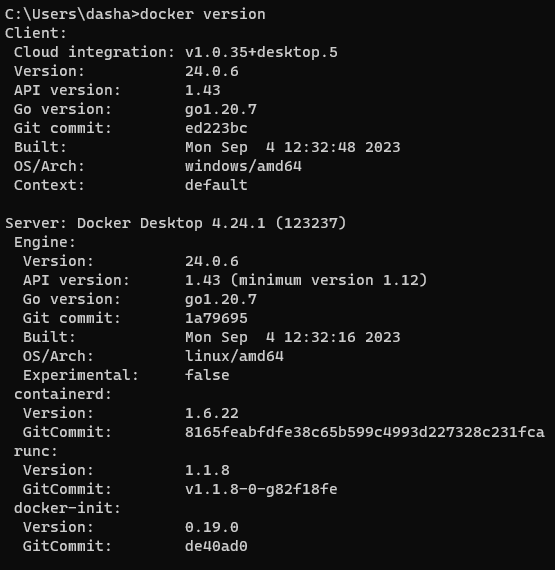 C:\Users\dasha>docker version
Client:
 Cloud integration: v1.0.35+desktop.5
 Version:           24.0.6
 API version:       1.43
 Go version:        go1.20.7
 Git commit:        ed223bc
 Built:             Mon Sep  4 12:32:48 2023
 OS/Arch:           windows/amd64
 Context:           default

Server: Docker Desktop 4.24.1 (123237)
 Engine:
  Version:          24.0.6
  API version:      1.43 (minimum version 1.12)
  Go version:       go1.20.7
  Git commit:       1a79695
  Built:            Mon Sep  4 12:32:16 2023
  OS/Arch:          linux/amd64
  Experimental:     false
 containerd:
  Version:          1.6.22
  GitCommit:        8165feabfdfe38c65b599c4993d227328c231fca
 runc:
  Version:          1.1.8
  GitCommit:        v1.1.8-0-g82f18fe
 docker-init:
  Version:          0.19.0
  GitCommit:        de40ad0